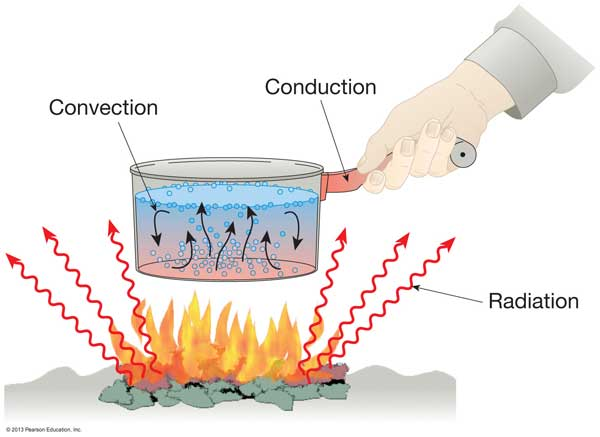 Conduction
Convection
Radiation
© 2013 Pearson Education, Inc.